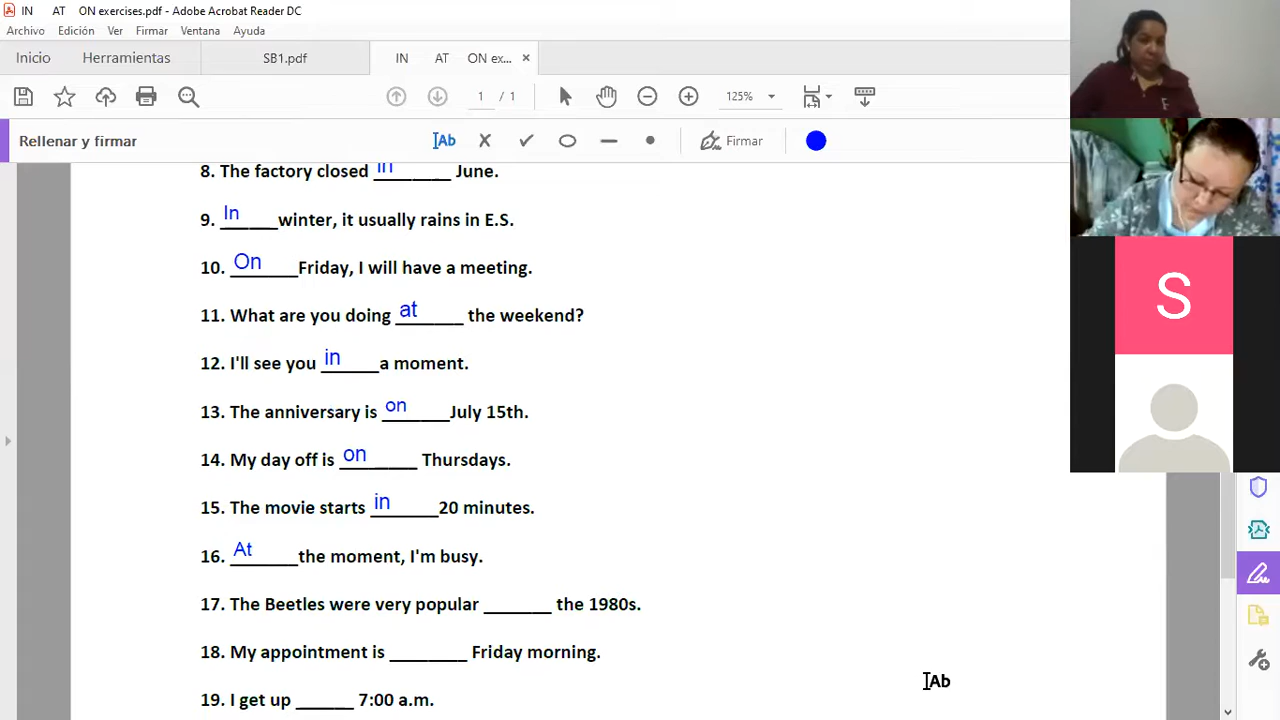 IN AT ON exercises.pdf - Adobe Acrobat Reader DC
Archivo Edición Ver Firmar Ventana Ayuda
Inicio Herramientas SB1.pdf IN AT ON ex... ×
1 / 1 125%
Rellenar y firmar Ab Firmar
8. The factory closed in June.
9. In winter, it usually rains in E.S.
10. On Friday, I will have a meeting.
11. What are you doing at the weekend?
12. I'll see you in a moment.
13. The anniversary is on July 15th.
14. My day off is on Thursdays.
15. The movie starts in 20 minutes.
16. At the moment, I'm busy.
17. The Beetles were very popular _______ the 1980s.
18. My appointment is ________ Friday morning.
19. I get up ______ 7:00 a.m.
Ab
S